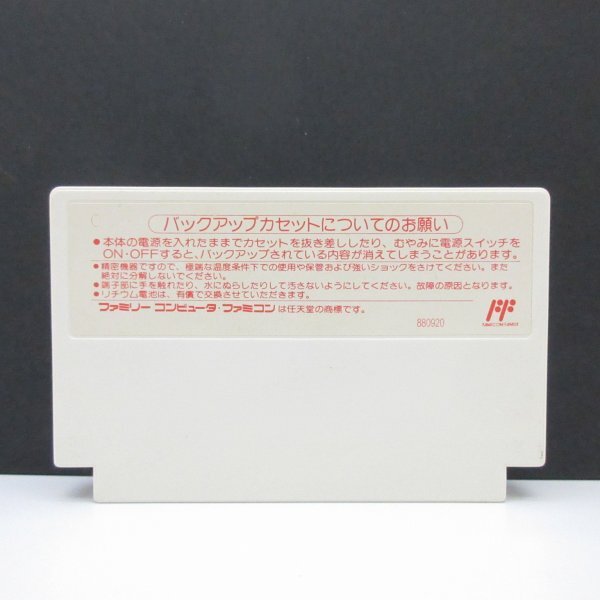 バックアップカセットについてのお願い
●本体の電源を入れたままでカセットを抜き差ししたり、むやみに電源スイッチを
ON・OFFすると、バックアップされている内容が消えてしまうことがあります。
●精密機器ですので、極端な温度条件下での使用や保管および強いショックをさけてください。また
絶対に分解しないでください。
●端子部に手を触れたり、水にぬらしたりして汚さないようにしてください。故障の原因となります。
●リチウム電池は、有償で交換させていただきます。
ファミリー コンピュータ・ファミコン は任天堂の商標です。
880920
FAMICOM FAMILY